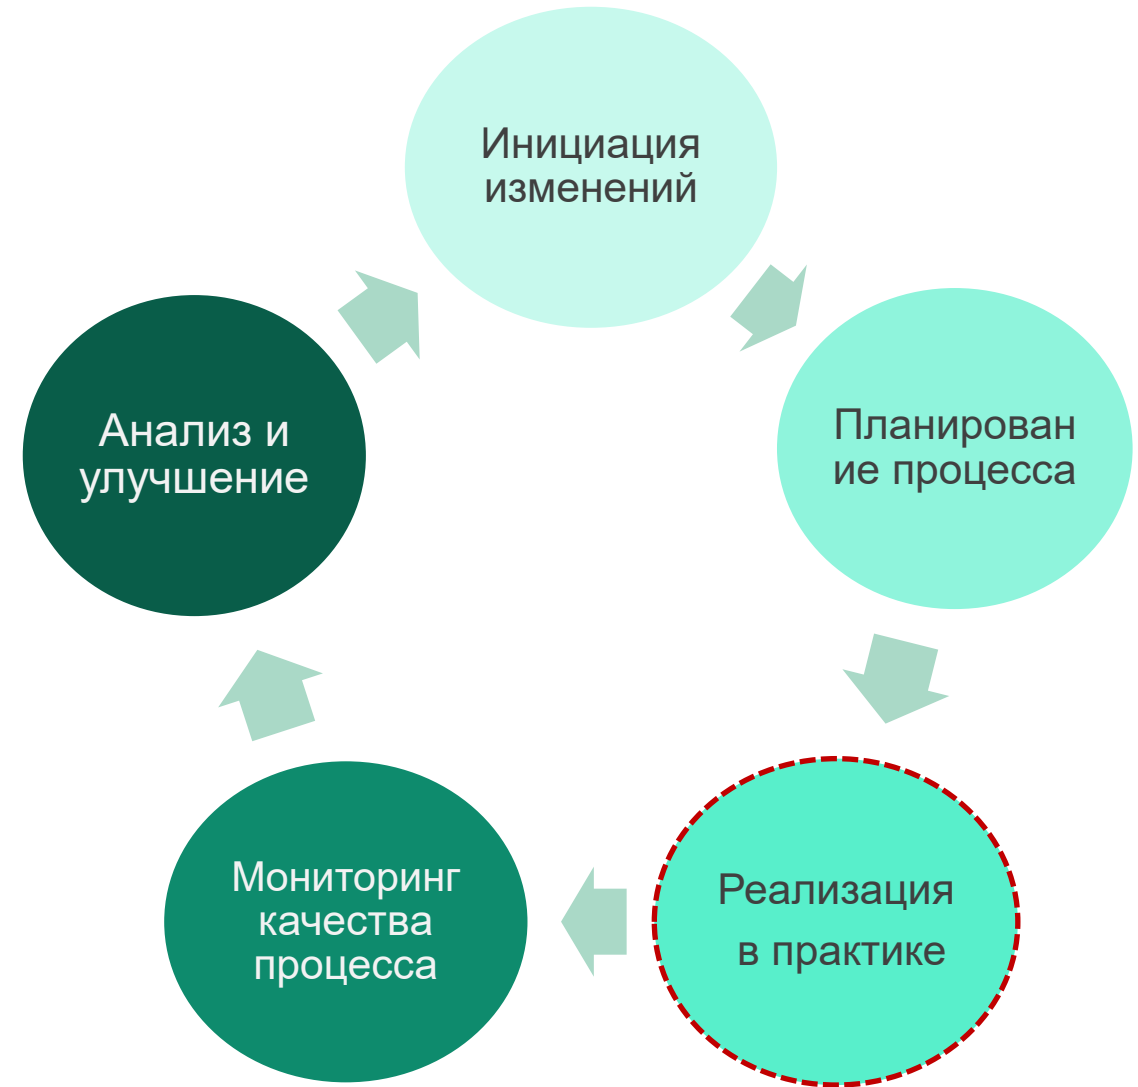 Инициация
изменений
Планирован
ие процесса
Реализация
в практике
Мониторинг
качества
процесса
Анализ и
улучшение